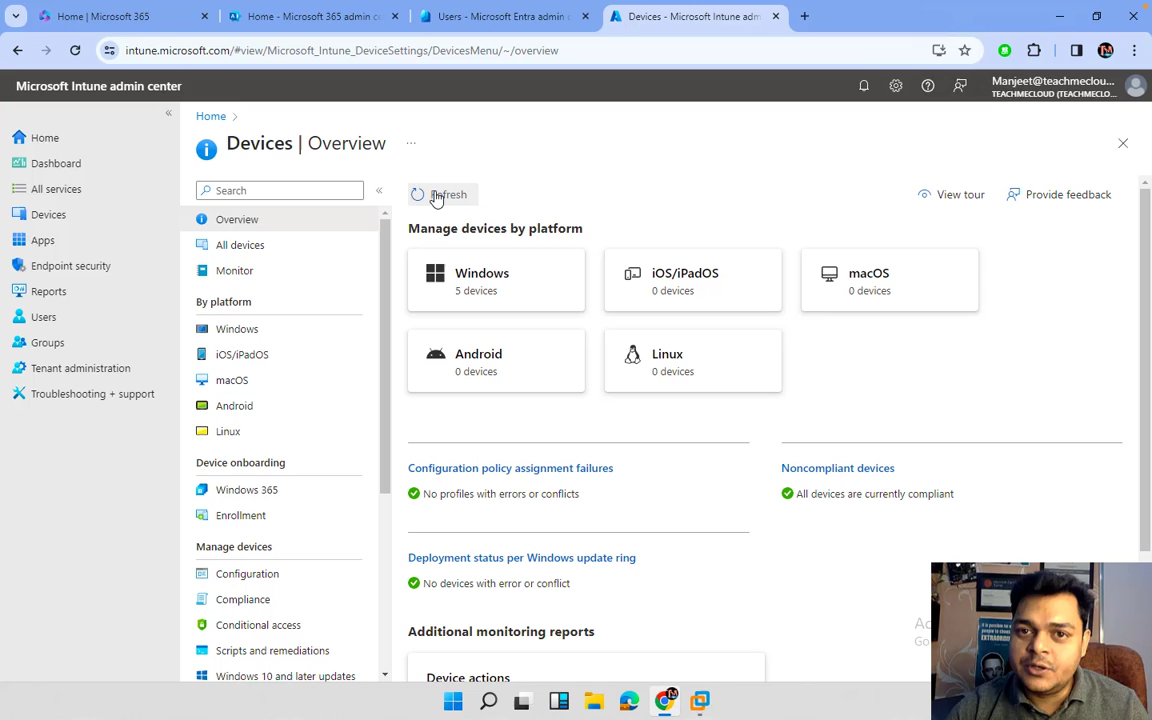 Home | Microsoft 365
Home - Microsoft 365 admin c
Users - Microsoft Entra admin c
Devices - Microsoft Intune adm
intune.microsoft.com/#view/Microsoft_Intune_DeviceSettings/DevicesMenu/~/overview
Microsoft Intune admin center
Manjeet@teachmeclou...
TEACHMECLOUD (TEACHMECLO...
Home
Dashboard
All services
Devices
Apps
Endpoint security
Reports
Users
Groups
Tenant administration
Troubleshooting + support
Home >
Devices | Overview ...
Search
Overview
All devices
Monitor
By platform
Windows
iOS/iPadOS
macOS
Android
Linux
Device onboarding
Windows 365
Enrollment
Manage devices
Configuration
Compliance
Conditional access
Scripts and remediations
Windows 10 and later updates
Refresh
View tour
Provide feedback
Manage devices by platform
Windows
5 devices
iOS/iPadOS
0 devices
macOS
0 devices
Android
0 devices
Linux
0 devices
Configuration policy assignment failures
No profiles with errors or conflicts
Noncompliant devices
All devices are currently compliant
Deployment status per Windows update ring
No devices with error or conflict
Additional monitoring reports
Device actions
EXTRAORDIN